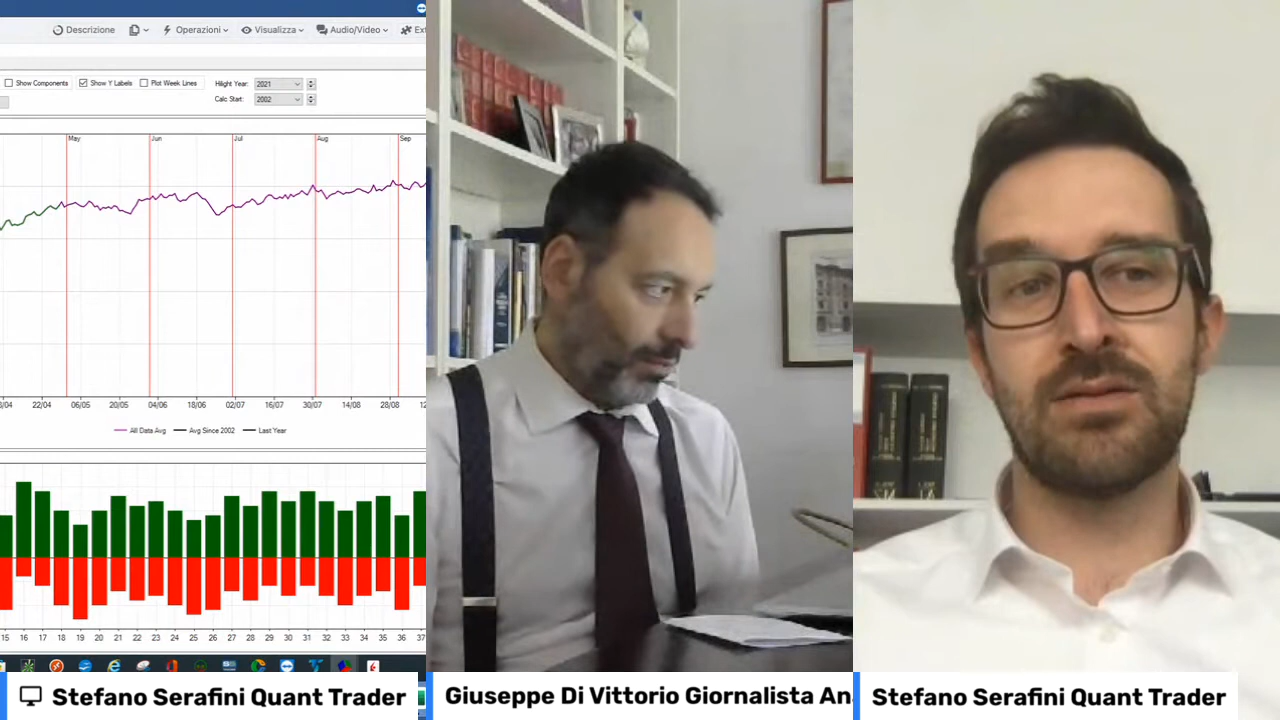 Descrizione
Operazioni
Visualizza
Audio/Video
Show Components
Show Y Labels
Plot Week Lines
Hilight Year:
2021
Calc Start:
2002
May
Jun
Jul
Aug
Sep
22/04
06/05
20/05
04/06
18/06
02/07
16/07
30/07
14/08
28/08
All Data Avg
Avg Since 2002
Last Year
15 16 17 18 19 20 21 22 23 24 25 26 27 28 29 30 31 32 33 34 35 36 37
Stefano Serafini Quant Trader
Giuseppe Di Vittorio Giornalista
Stefano Serafini Quant Trader